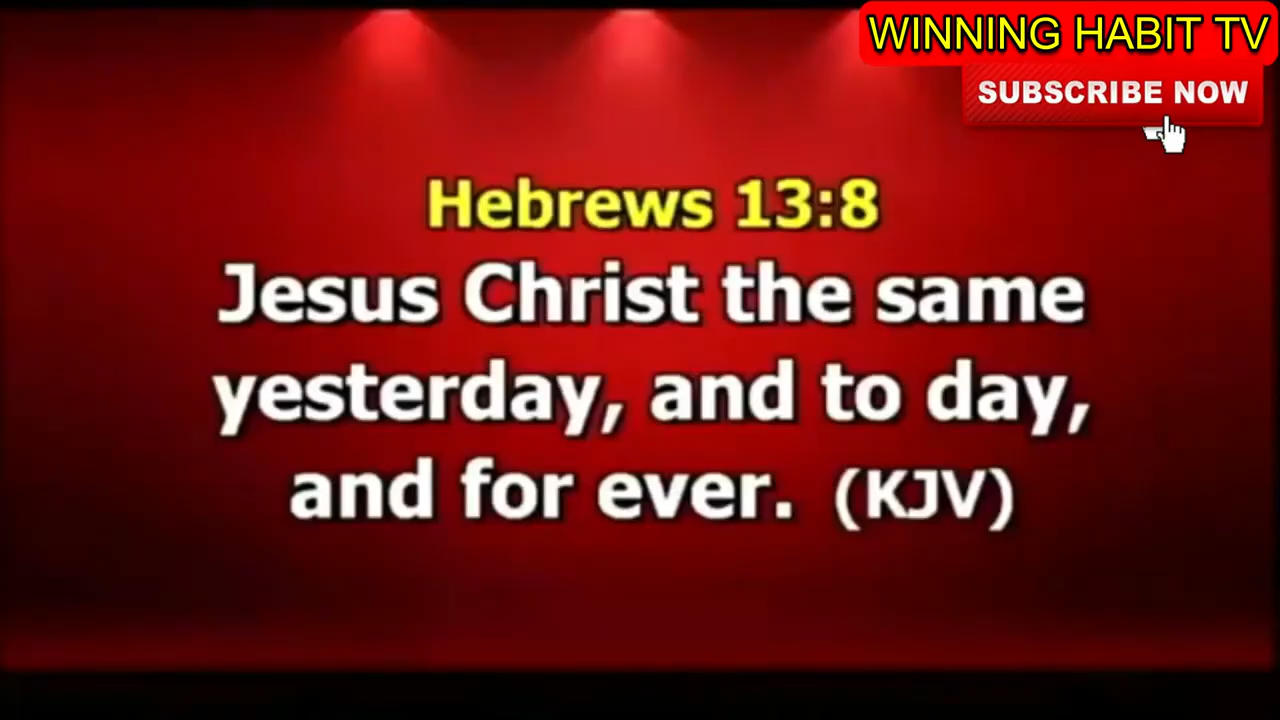 WINNING HABIT TV
SUBSCRIBE NOW
Hebrews 13:8
Jesus Christ the same
yesterday, and to day,
and for ever. (KJV)